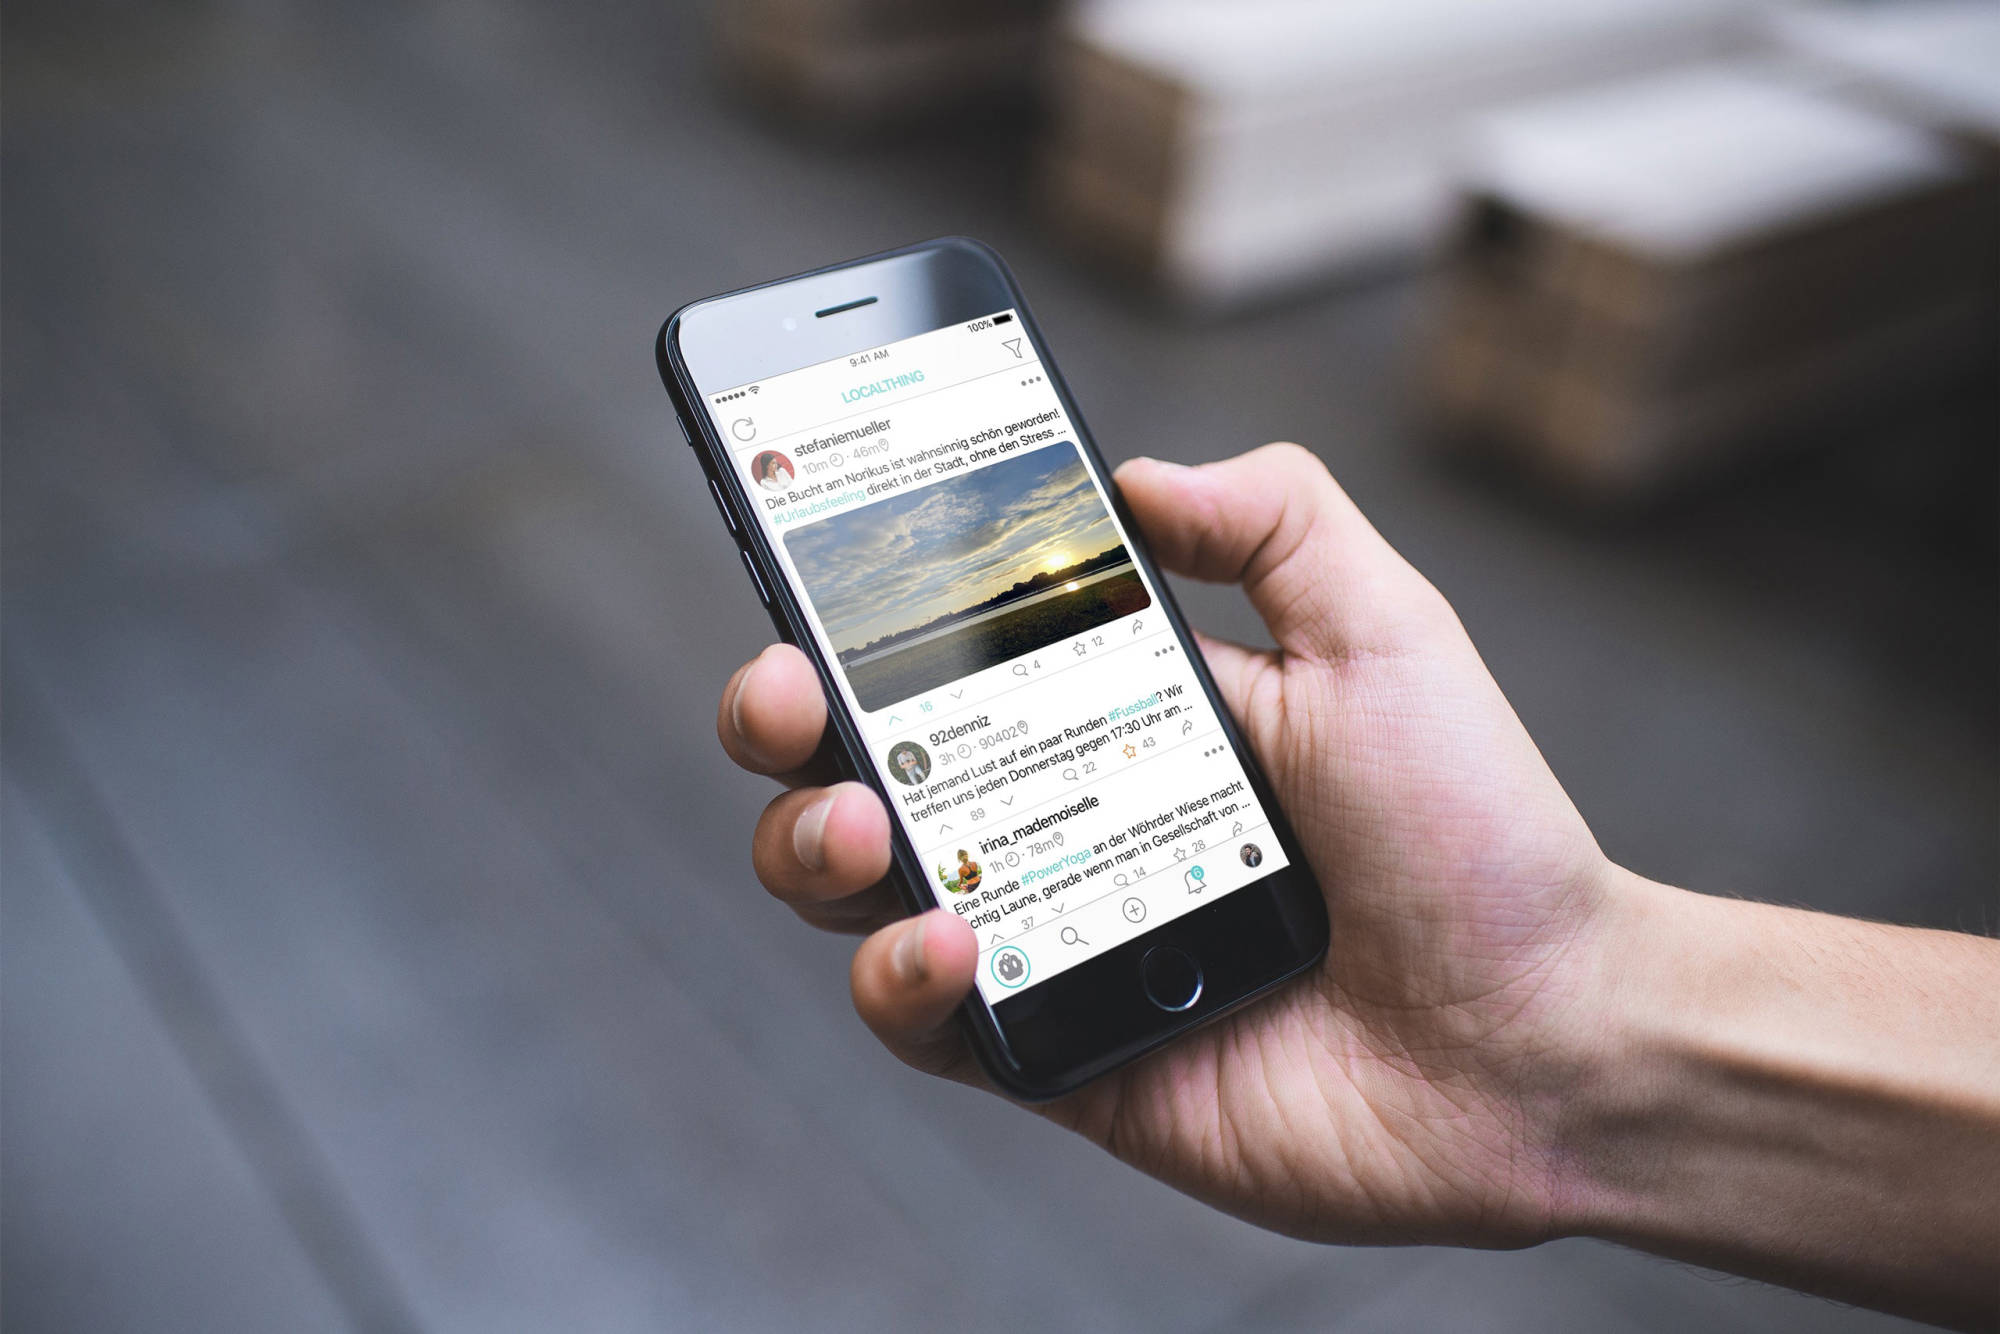 9:41 AM
100%
LOCALTHING
stefaniemueller
10m · 46m
Die Bucht am Norikus ist wahnsinnig schön geworden!
#Urlaubsfeeling direkt in der Stadt, ohne den Stress ...
16
4
12
92denniz
3h · 90402
Hat jemand Lust auf ein paar Runden #Fussball? Wir
treffen uns jeden Donnerstag gegen 17:30 Uhr am ...
89
22
43
irina_mademoiselle
1h · 78m
Eine Runde #PowerYoga an der Wöhrder Wiese macht
chtig Laune, gerade wenn man in Gesellschaft von ...
37
14
28
6